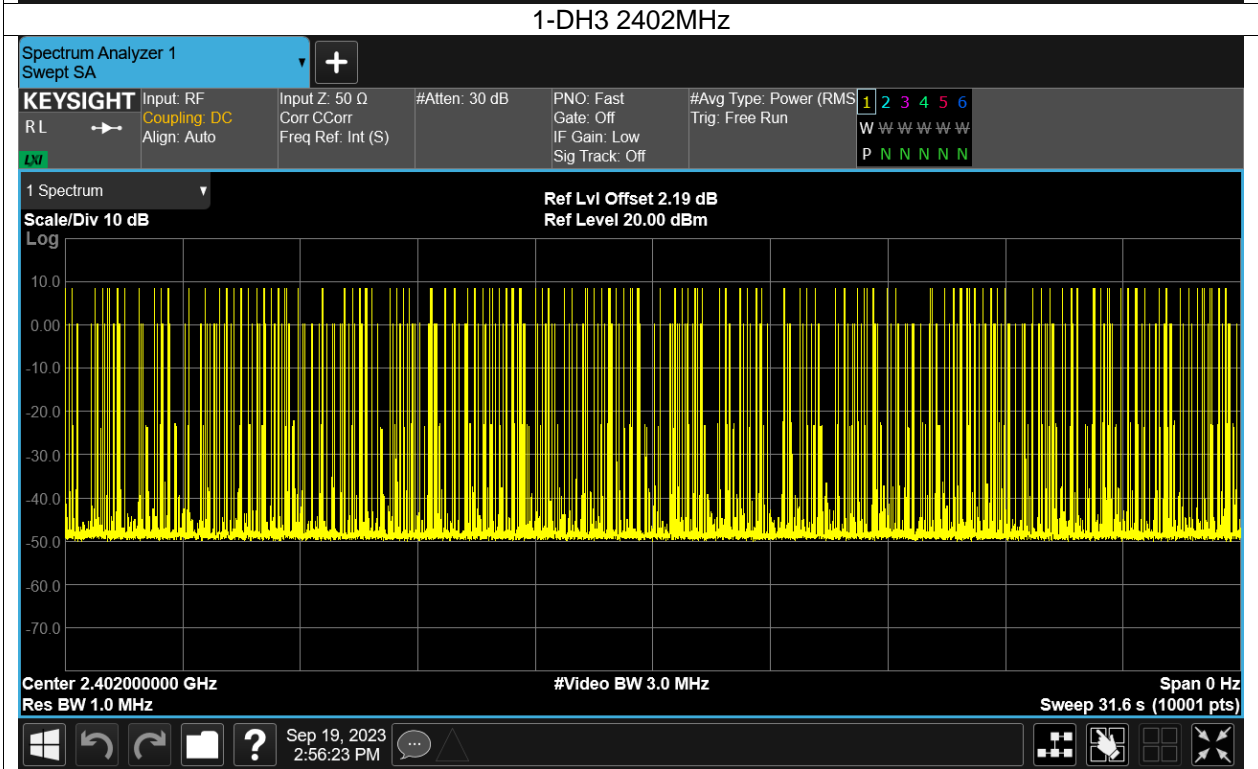 1-DH3 2402MHz
Spectrum Analyzer 1
Swept SA
KEYSIGHT
RL
LXI
Input: RF
Coupling: DC
Align: Auto
Input Z: 50 Ω
Corr CCorr
Freq Ref: Int (S)
#Atten: 30 dB
PNO: Fast
Gate: Off
IF Gain: Low
Sig Track: Off
#Avg Type: Power (RMS
Trig: Free Run
1 2 3 4 5 6
W W W W W W
P N N N N N
1 Spectrum
Scale/Div 10 dB
Ref Lvl Offset 2.19 dB
Ref Level 20.00 dBm
Log
10.0
0.00
-10.0
-20.0
-30.0
-40.0
-50.0
-60.0
-70.0
Center 2.402000000 GHz
#Video BW 3.0 MHz
Span 0 Hz
Res BW 1.0 MHz
Sweep 31.6 s (10001 pts)
?
Sep 19, 2023
2:56:23 PM